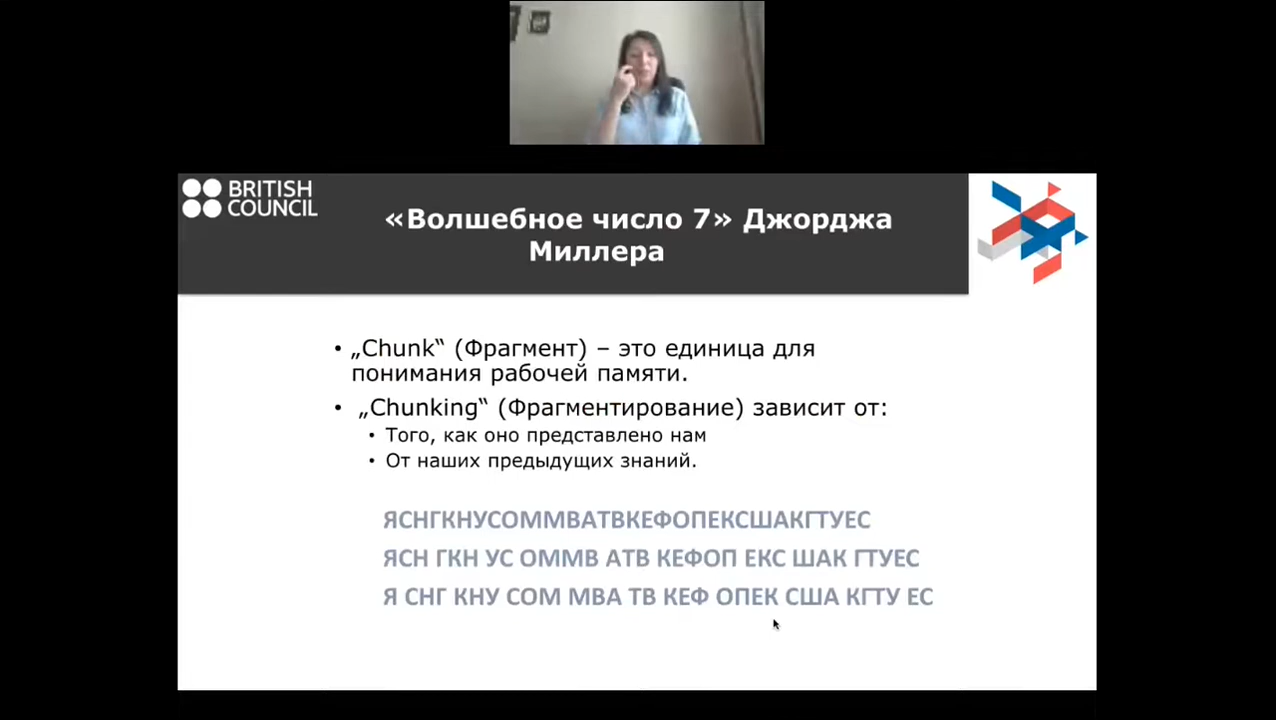 BRITISH
COUNCIL
«Волшебное число 7» Джорджа
Миллера
• „Chunk“ (Фрагмент) – это единица для
понимания рабочей памяти.
• „Chunking“ (Фрагментирование) зависит от:
• Того, как оно представлено нам
• От наших предыдущих знаний.
ЯСНГКНУСОММВАТВКЕФОПЕКСШАКГТУЕС
ЯСН ГКН УС ОММВ АТВ КЕФОП ЕКС ШАК ГТУЕС
Я СНГ КНУ СОМ МВА ТВ КЕФ ОПЕК США КГТУ ЕС